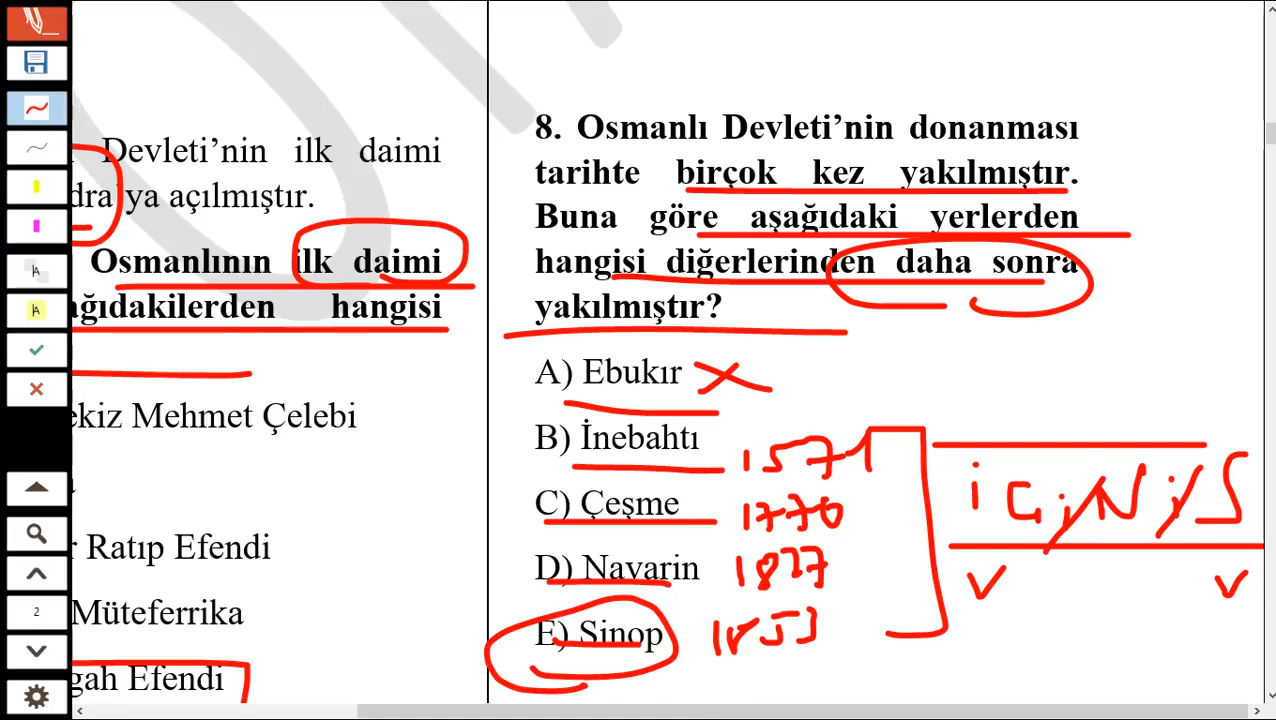 Devleti’nin ilk daimi
dra’ya açılmıştır.
Osmanlının ilk daimi
ağıdakilerden hangisi
ekiz Mehmet Çelebi
a
r Ratıp Efendi
Müteferrika
gah Efendi
8. Osmanlı Devleti’nin donanması
tarihte birçok kez yakılmıştır.
Buna göre aşağıdaki yerlerden
hangisi diğerlerinden daha sonra
yakılmıştır?
A) Ebukır
B) İnebahtı 1571
C) Çeşme 1770
D) Navarin 1827
E) Sinop 1853
İ Ç i N i S
2